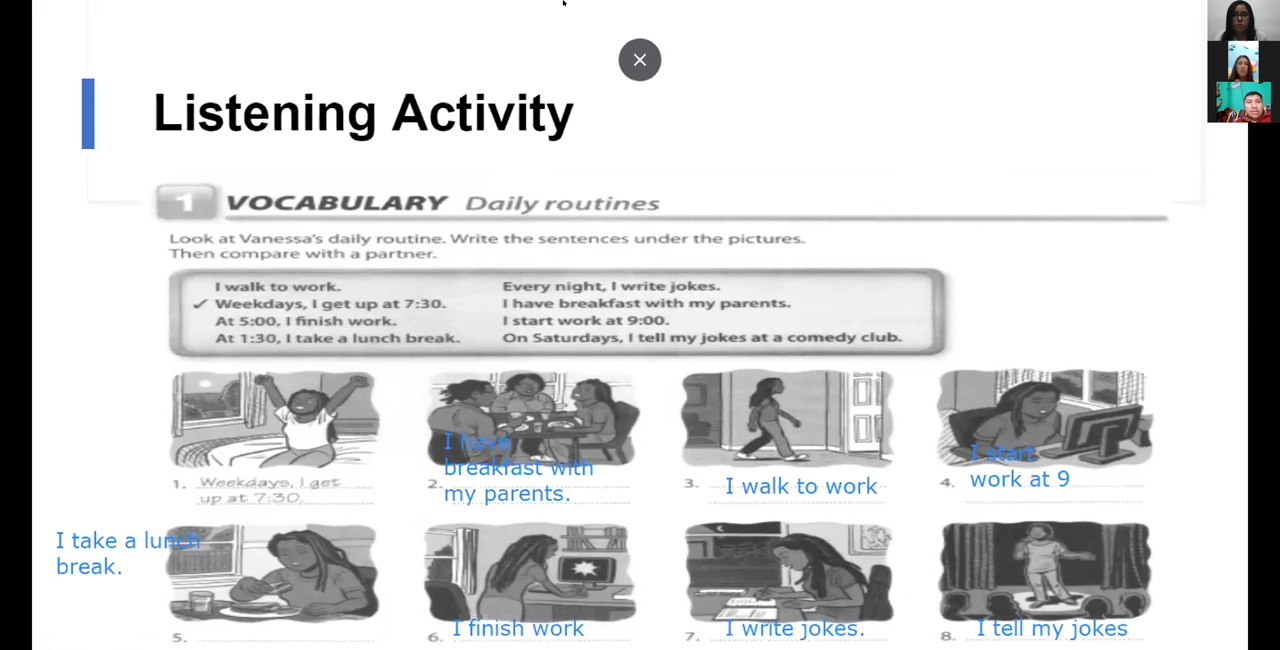 Listening Activity
1 VOCABULARY Daily routines
Look at Vanessa's daily routine. Write the sentences under the pictures.
Then compare with a partner.
I walk to work.
✓ Weekdays, I get up at 7:30.
At 5:00, I finish work.
At 1:30, I take a lunch break.
Every night, I write jokes.
I have breakfast with my parents.
I start work at 9:00.
On Saturdays, I tell my jokes at a comedy club.
1. Weekdays, I get
up at 7:30.
2. I have
breakfast with
my parents.
3. I walk to work
4. I start
work at 9
I take a lunch
break.
5.
6. I finish work
7. I write jokes.
8. I tell my jokes